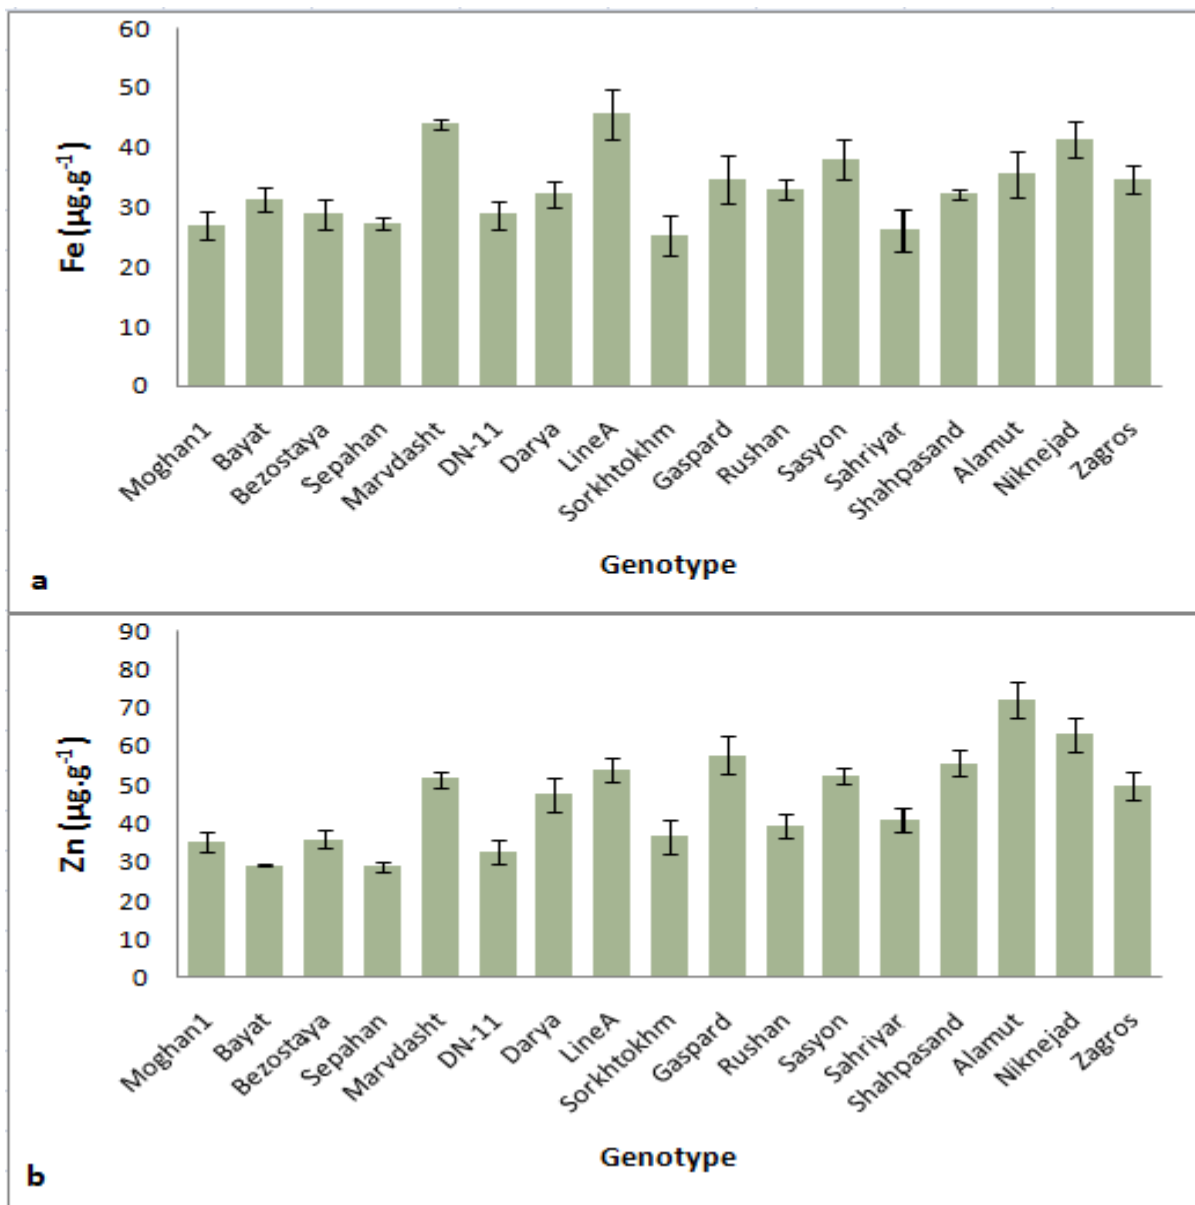 60
50
40
30
20
10
0
Fe (µg.g-1)
Moghan1
Bayat
Bezostaya
Sepahan
Marvdasht
DN-11
Darya
LineA
Sorkhtokhm
Gaspard
Rushan
Sasyon
Sahriyar
Shahpasand
Alamut
Niknejad
Zagros
Genotype
a
90
80
70
60
50
40
30
20
10
0
Zn (µg.g-1)
Moghan1
Bayat
Bezostaya
Sepahan
Marvdasht
DN-11
Darya
LineA
Sorkhtokhm
Gaspard
Rushan
Sasyon
Sahriyar
Shahpasand
Alamut
Niknejad
Zagros
Genotype
b